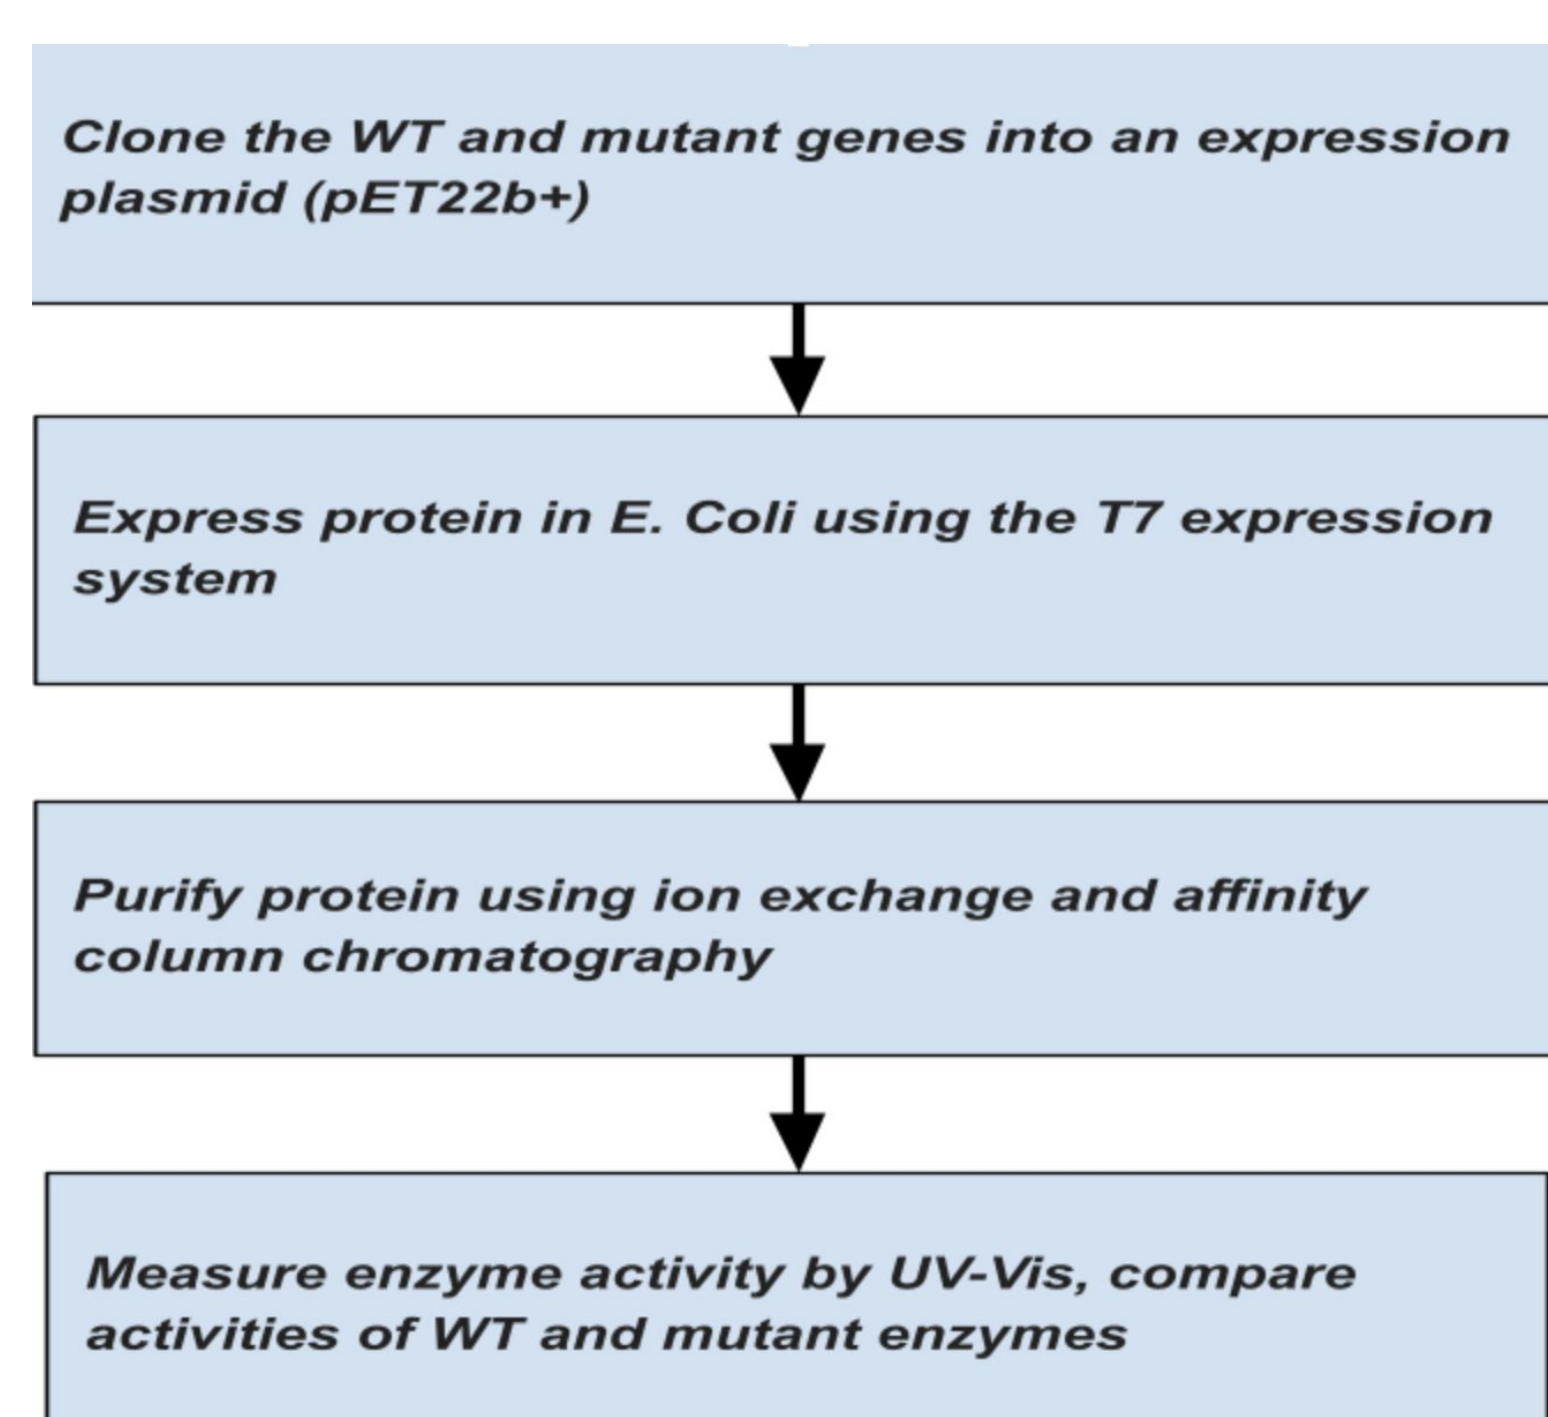 Clone the WT and mutant genes into an expression
plasmid (pET22b+)
Express protein in E. Coli using the T7 expression
system
Purify protein using ion exchange and affinity
column chromatography
Measure enzyme activity by UV-Vis, compare
activities of WT and mutant enzymes